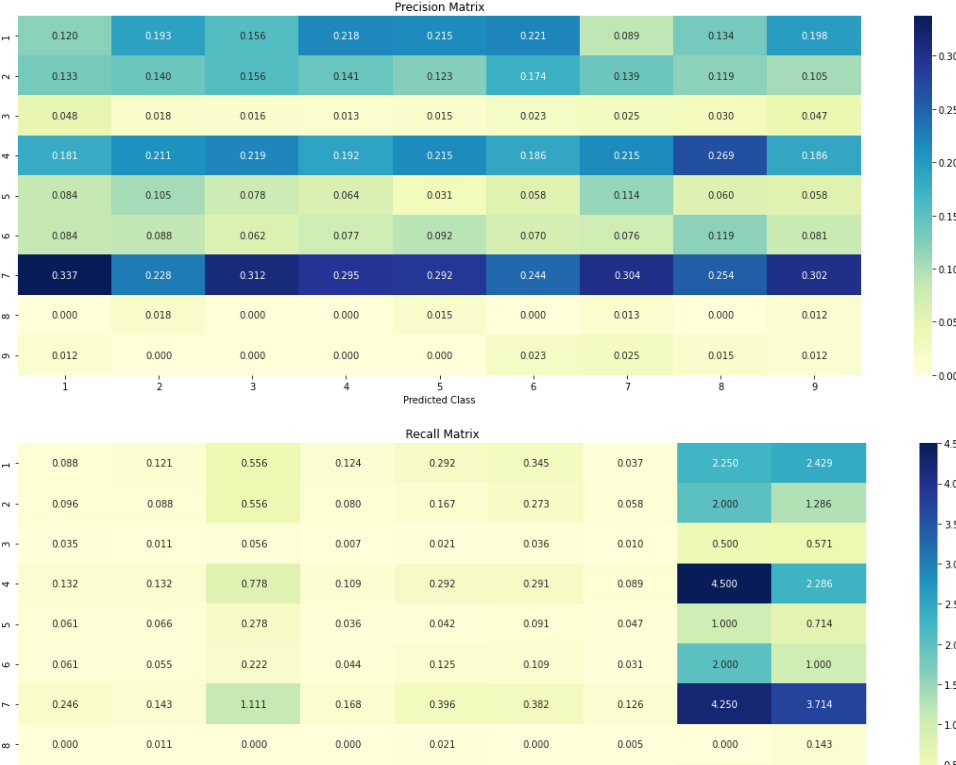 Precision Matrix
1 0.120 0.193 0.156 0.218 0.215 0.221 0.089 0.134 0.198
0.30
2 0.133 0.140 0.156 0.141 0.123 0.174 0.139 0.119 0.105
0.25
3 0.048 0.018 0.016 0.013 0.015 0.023 0.025 0.030 0.047
4 0.181 0.211 0.219 0.192 0.215 0.186 0.215 0.269 0.186
0.20
5 0.084 0.105 0.078 0.064 0.031 0.058 0.114 0.060 0.058
0.15
6 0.084 0.088 0.062 0.077 0.092 0.070 0.076 0.119 0.081
0.10
7 0.337 0.228 0.312 0.295 0.292 0.244 0.304 0.254 0.302
8 0.000 0.018 0.000 0.000 0.015 0.000 0.013 0.000 0.012
0.05
9 0.012 0.000 0.000 0.000 0.000 0.023 0.025 0.015 0.012
0.00
1 2 3 4 5 6 7 8 9
Predicted Class
Recall Matrix
4.5
1 0.088 0.121 0.556 0.124 0.292 0.345 0.037 2.250 2.429
4.0
2 0.096 0.088 0.556 0.080 0.167 0.273 0.058 2.000 1.286
3.5
3 0.035 0.011 0.056 0.007 0.021 0.036 0.010 0.500 0.571
3.0
4 0.132 0.132 0.778 0.109 0.292 0.291 0.089 4.500 2.286
2.5
5 0.061 0.066 0.278 0.036 0.042 0.091 0.047 1.000 0.714
2.0
6 0.061 0.055 0.222 0.044 0.125 0.109 0.031 2.000 1.000
1.5
7 0.246 0.143 1.111 0.168 0.396 0.382 0.126 4.250 3.714
1.0
8 0.000 0.011 0.000 0.000 0.021 0.000 0.005 0.000 0.143
0.5